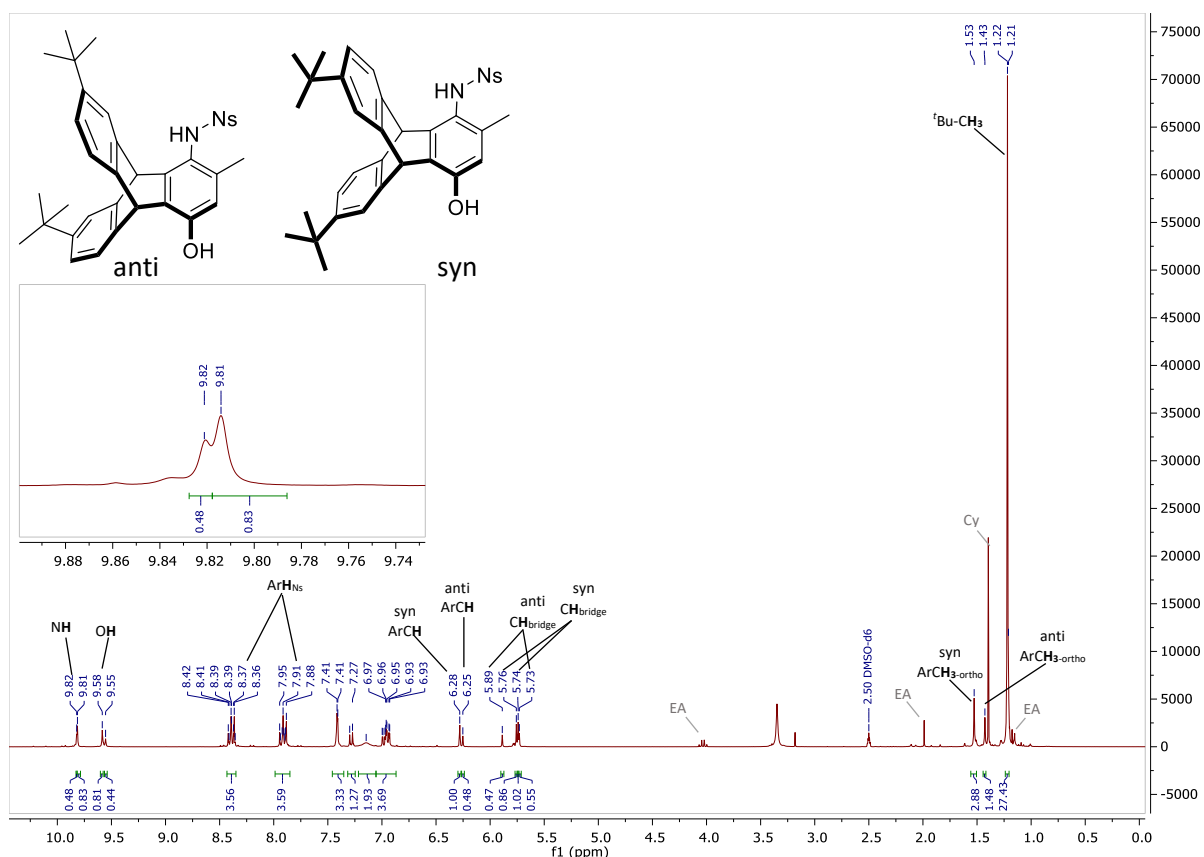 HN
Ns
OH
anti
HN
Ns
OH
syn
1.53
1.43
1.22
1.21
ᵗBu-CH₃
9.82
9.81
0.48
0.83
9.88 9.86 9.84 9.82 9.80 9.78 9.76 9.74
NH
OH
ArH_Ns
syn
ArCH
anti
ArCH
anti
CH_bridge
syn
CH_bridge
EA
EA
syn
ArCH₃-ortho
Cy
anti
ArCH₃-ortho
EA
9.82
9.81
9.58
9.55
8.42
8.41
8.39
8.39
8.37
8.36
7.95
7.91
7.88
7.41
7.41
7.27
6.97
6.96
6.95
6.93
6.93
6.28
6.25
5.89
5.76
5.74
5.73
2.50 DMSO-d6
0.48
0.83
0.81
0.44
3.56
3.59
3.33
1.27
1.93
3.69
1.00
0.48
0.47
0.86
1.02
0.55
2.88
1.48
27.43
10.0 9.5 9.0 8.5 8.0 7.5 7.0 6.5 6.0 5.5 5.0 4.5 4.0 3.5 3.0 2.5 2.0 1.5 1.0 0.5 0.0
f1 (ppm)
75000
70000
65000
60000
55000
50000
45000
40000
35000
30000
25000
20000
15000
10000
5000
0
-5000